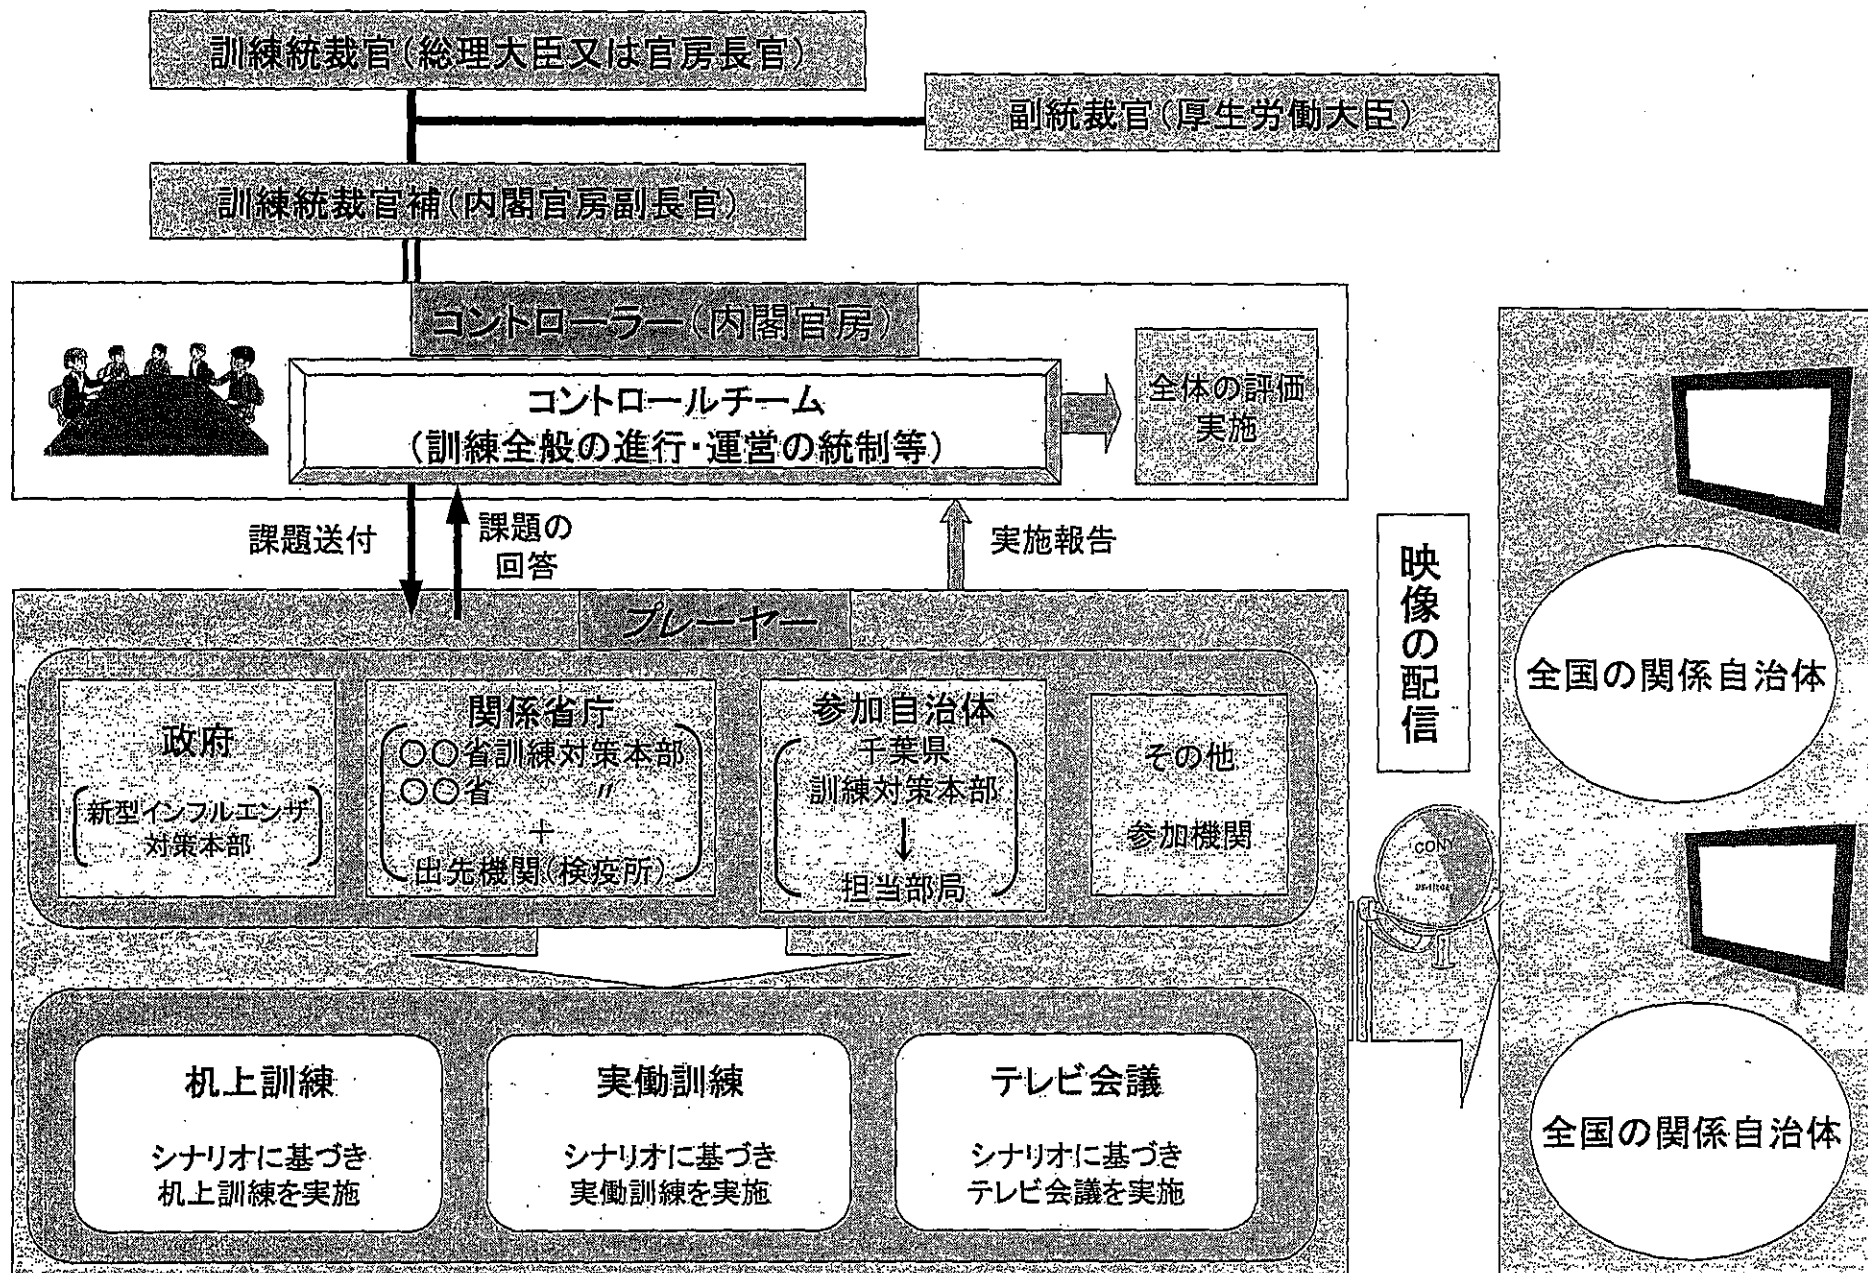 訓練統裁官(総理大臣又は官房長官)
副統裁官(厚生労働大臣)
訓練統裁官補(内閣官房副長官)
コントローラー(内閣官房)
コントロールチーム
(訓練全般の進行・運営の統制等)
全体の評価
実施
課題送付
課題の
回答
実施報告
プレーヤー
政府
新型インフルエンザ
対策本部
関係省庁
〇〇省訓練対策本部
〇〇省 〃
+
出先機関(検疫所)
参加自治体
千葉県
訓練対策本部
↓
担当部局
その他
参加機関
机上訓練
シナリオに基づき
机上訓練を実施
実働訓練
シナリオに基づき
実働訓練を実施
テレビ会議
シナリオに基づき
テレビ会議を実施
映像の配信
CONY
全国の関係自治体
全国の関係自治体